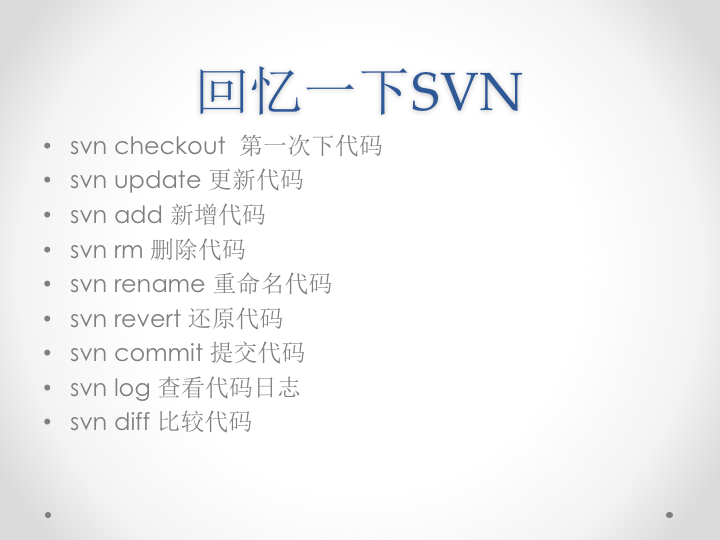 回忆一下SVN
• svn checkout  第一次下代码
• svn update 更新代码
• svn add 新增代码
• svn rm 删除代码
• svn rename 重命名代码
• svn revert 还原代码
• svn commit 提交代码
• svn log 查看代码日志
• svn diff 比较代码